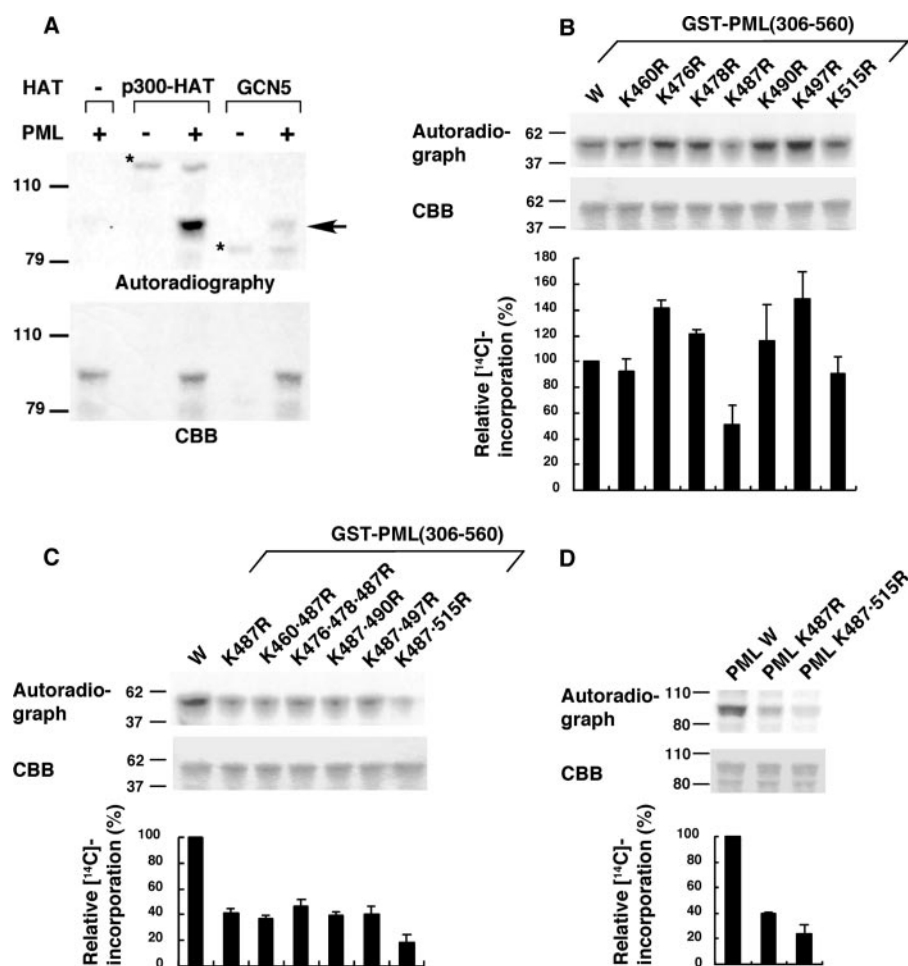 A
HAT - p300-HAT GCN5
PML + - + - +
*
110
*
79
Autoradiography
110
79
CBB
B
GST-PML(306-560)
W K460R K476R K478R K487R K490R K497R K515R
Autoradio-
graph
62
37
CBB
62
37
Relative [¹⁴C]-
incorporation (%)
180
160
140
120
100
80
60
40
20
0
C
GST-PML(306-560)
W K487R K460·487R K476·478·487R K487·490R K487·497R K487·515R
Autoradio-
graph
62
37
CBB
62
37
Relative [¹⁴C]-
incorporation (%)
100
80
60
40
20
0
D
PML W PML K487R PML K487·515R
Autoradio-
graph
110
80
CBB
110
80
Relative [¹⁴C]-
incorporation (%)
100
80
60
40
20
0